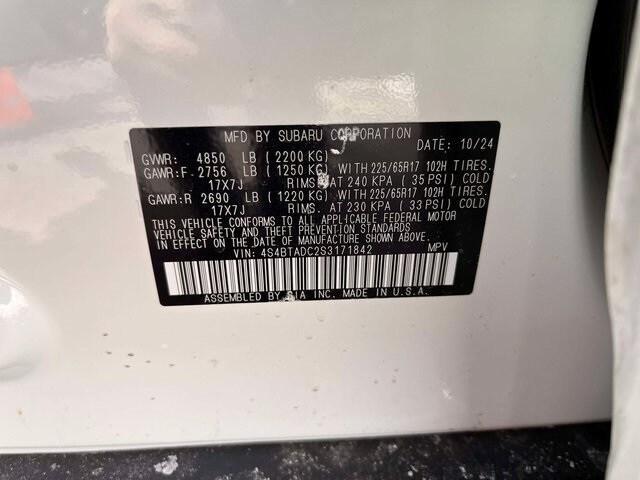 MFD BY SUBARU CORPORATION DATE: 10/24
GVWR: 4850 LB (2200 KG)
GAWR:F 2756 LB (1250 KG) WITH 225/65R17 102H TIRES.
17X7J RIMS. AT 240 KPA (35 PSI) COLD
GAWR:R 2690 LB (1220 KG) WITH 225/65R17 102H TIRES.
17X7J RIMS. AT 230 KPA (33 PSI) COLD
THIS VEHICLE CONFORMS TO ALL APPLICABLE FEDERAL MOTOR
VEHICLE SAFETY AND THEFT PREVENTION STANDARDS
IN EFFECT ON THE DATE OF MANUFACTURE SHOWN ABOVE.
VIN: 4S4BTADC2S3171842 MPV
ASSEMBLED BY SIA INC. MADE IN U.S.A.